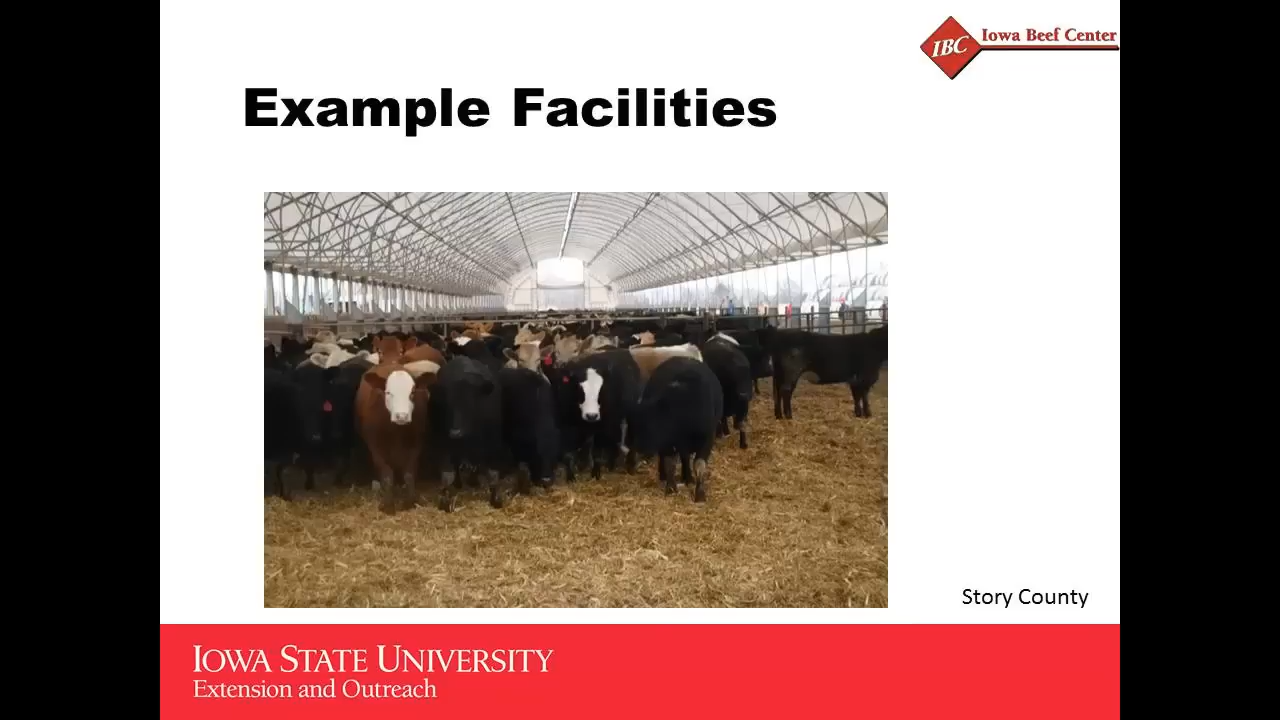 IBC
Iowa Beef Center
Example Facilities
Story County
IOWA STATE UNIVERSITY
Extension and Outreach